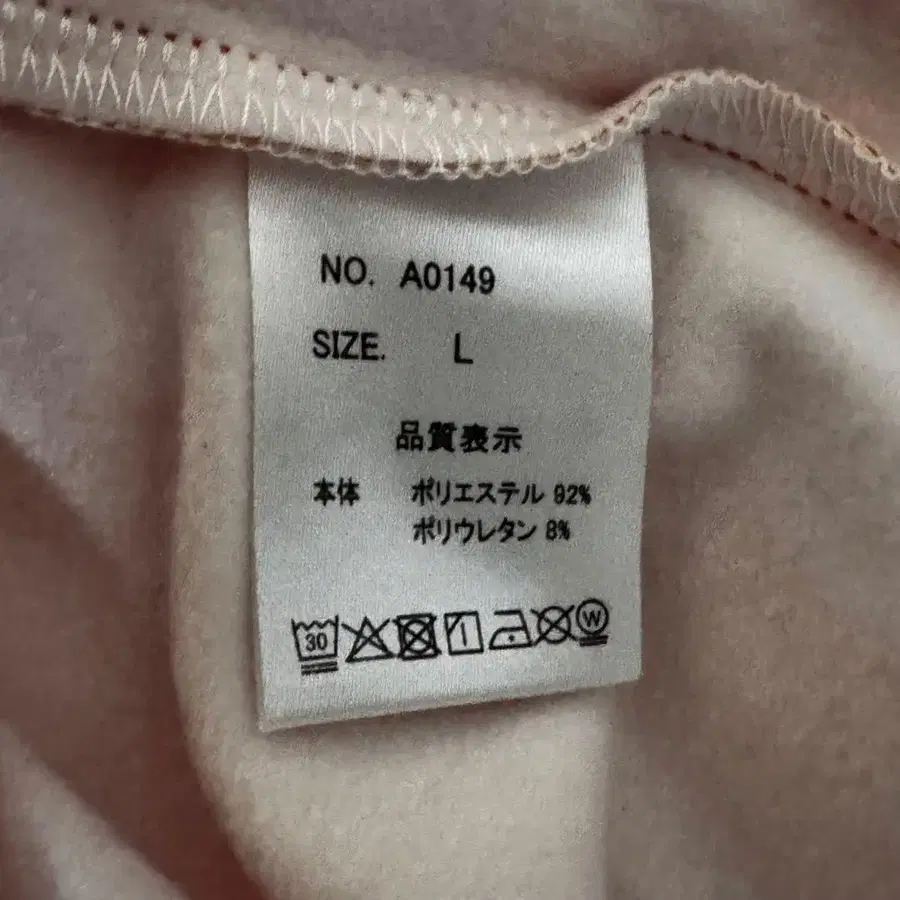 NO. A0149
SIZE. L
品質表示
本体 ポリエステル 92%
ポリウレタン 8%
30 W